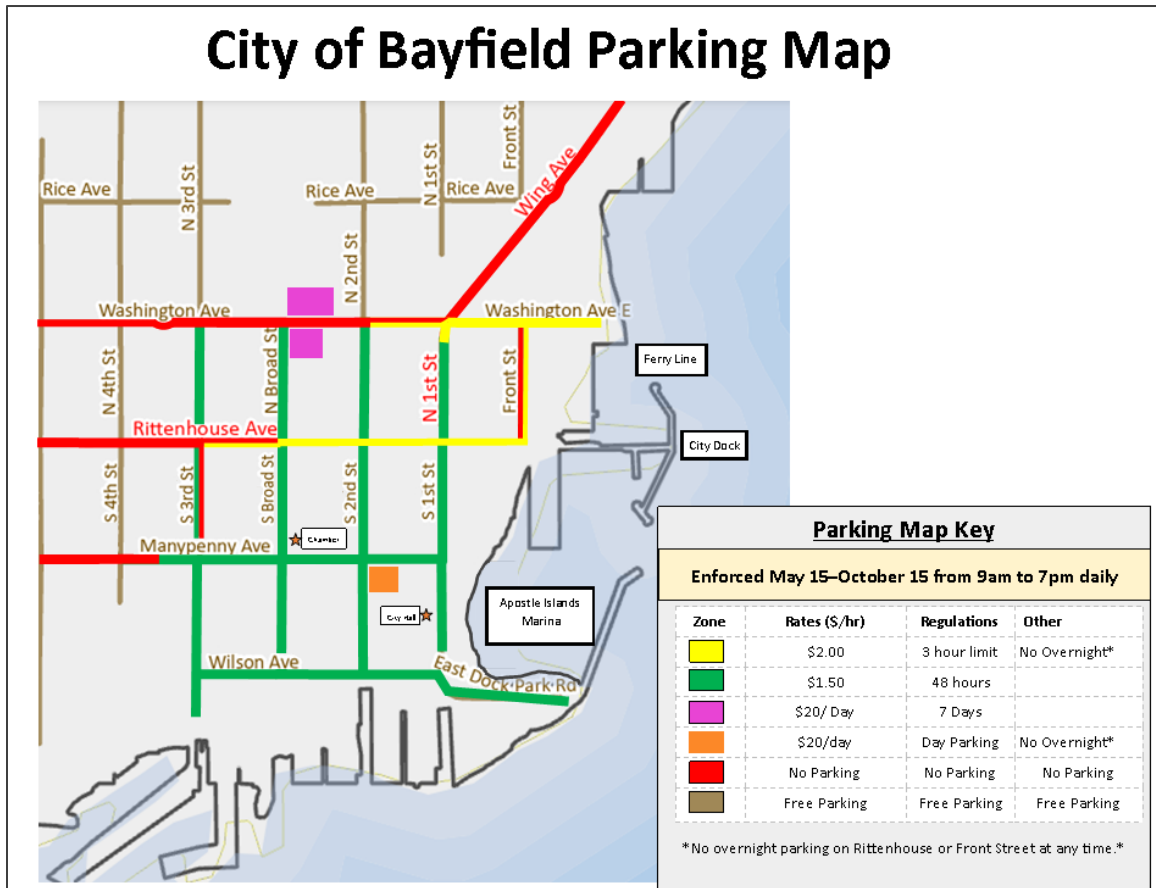 City of Bayfield Parking Map
Front St
N 1st St
Wing Ave
Rice Ave
N 3rd St
Rice Ave
Rice Ave
N 2nd St
Washington Ave
Washington Ave E
N 4th St
N Broad St
N 1st St
Front St
Ferry Line
Rittenhouse Ave
City Dock
S 4th St
S 3rd St
S Broad St
S 2nd St
S 1st St
Chamber
Manypenny Ave
Apostle Islands
Marina
City Hall
Wilson Ave
East Dock Park Rd
Parking Map Key
Enforced May 15–October 15 from 9am to 7pm daily
Zone Rates ($/hr) Regulations Other
$2.00 3 hour limit No Overnight*
$1.50 48 hours
$20/ Day 7 Days
$20/day Day Parking No Overnight*
No Parking No Parking No Parking
Free Parking Free Parking Free Parking
*No overnight parking on Rittenhouse or Front Street at any time.*